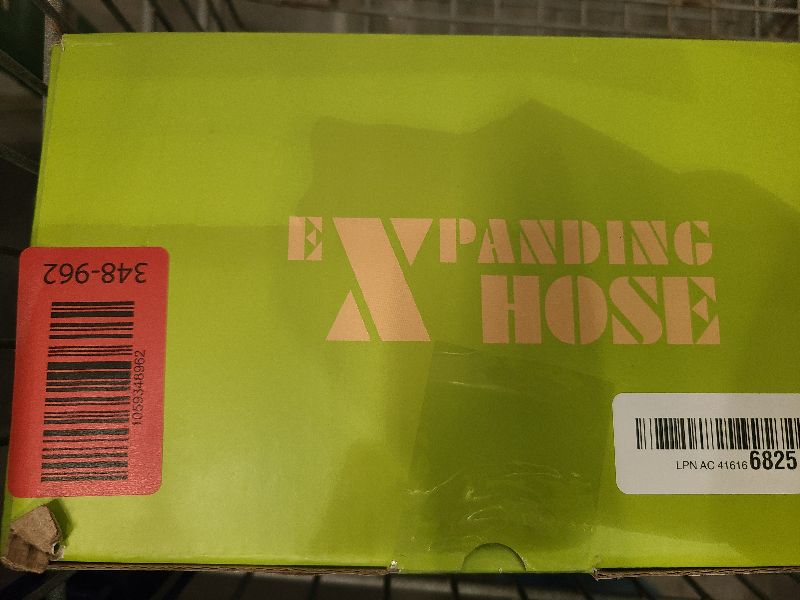 EXPANDING
HOSE
348-962
1059348962
LPN AC 41616 6825